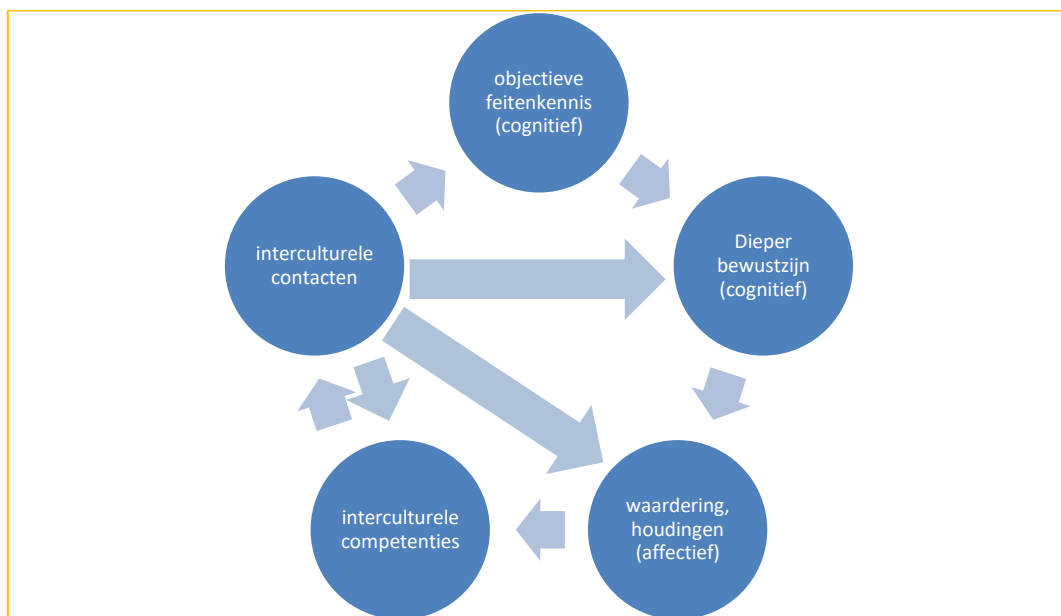 objectieve
feitenkennis
(cognitief)
interculturele
contacten
Dieper
bewustzijn
(cognitief)
interculturele
competenties
waardering,
houdingen
(affectief)